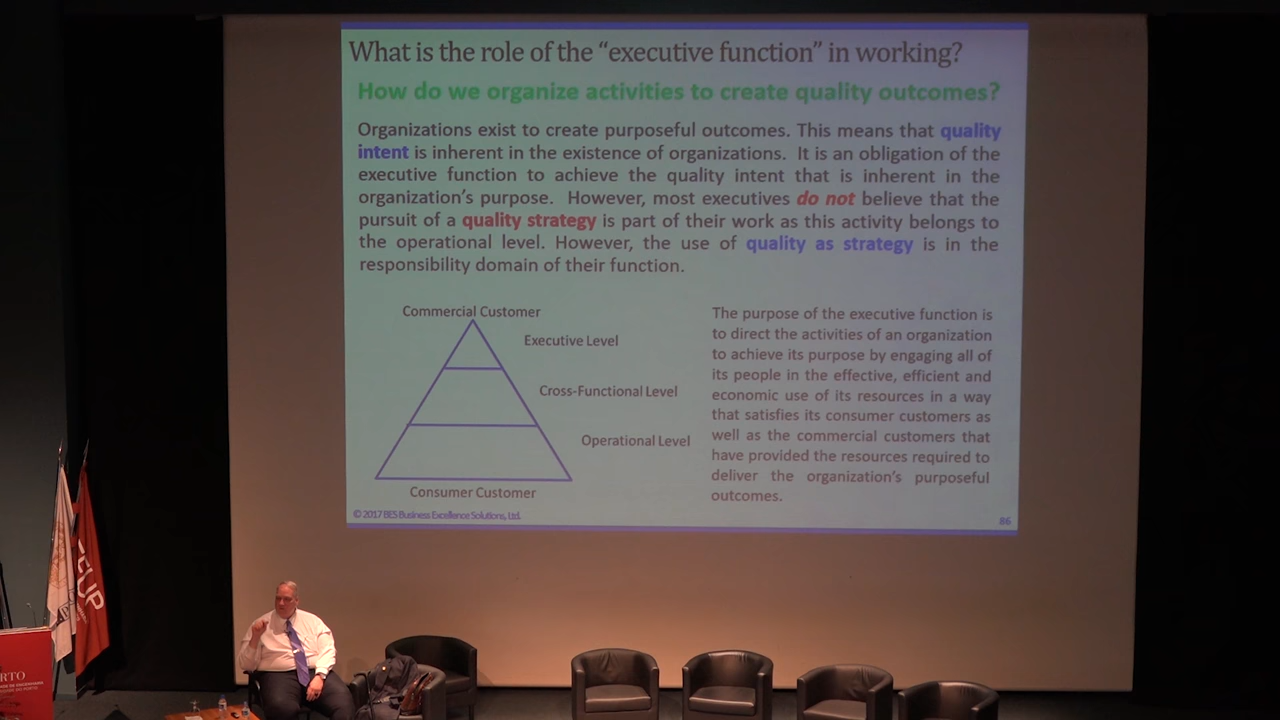 What is the role of the “executive function” in working?
How do we organize activities to create quality outcomes?
Organizations exist to create purposeful outcomes. This means that quality
intent is inherent in the existence of organizations. It is an obligation of the
executive function to achieve the quality intent that is inherent in the
organization’s purpose. However, most executives do not believe that the
pursuit of a quality strategy is part of their work as this activity belongs to
the operational level. However, the use of quality as strategy is in the
responsibility domain of their function.
Commercial Customer
Executive Level
Cross-Functional Level
Operational Level
Consumer Customer
The purpose of the executive function is
to direct the activities of an organization
to achieve its purpose by engaging all of
its people in the effective, efficient and
economic use of its resources in a way
that satisfies its consumer customers as
well as the commercial customers that
have provided the resources required to
deliver the organization’s purposeful
outcomes.
© 2017 BES Business Excellence Solutions, Ltd.
86